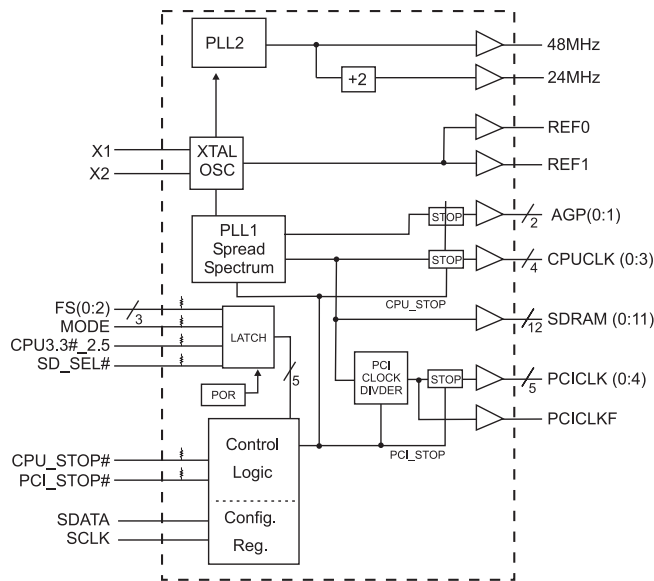 PLL2
48MHz
+2
24MHz
X1
X2
XTAL
OSC
REF0
REF1
PLL1
Spread
Spectrum
STOP
AGP(0:1)
2
STOP
CPUCLK (0:3)
4
CPU_STOP
FS(0:2)
3
MODE
CPU3.3#_2.5
SD_SEL#
LATCH
POR
5
SDRAM (0:11)
12
PCI
CLOCK
DIVDER
STOP
PCICLK (0:4)
5
PCICLKF
PCI_STOP
CPU_STOP#
PCI_STOP#
SDATA
SCLK
Control
Logic
Config.
Reg.